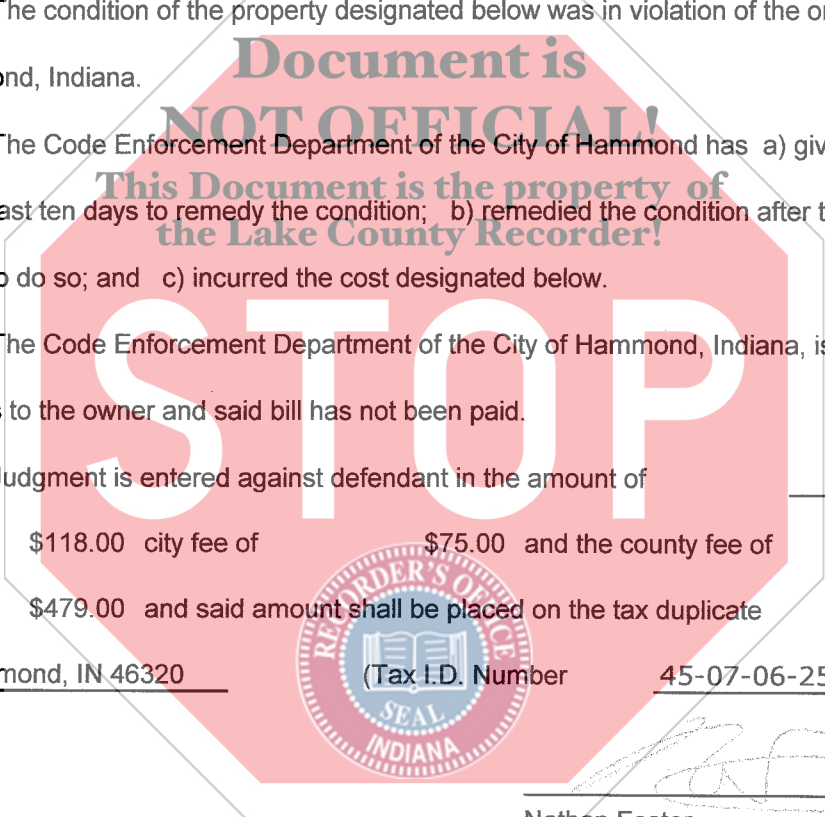 The condition of the property designated below was in violation of the
Document is
ond, Indiana.
NOT OFFICIAL!
The Code Enforcement Department of the City of Hammond has a) giv
This Document is the property of
ast ten days to remedy the condition; b) remedied the condition after t
the Lake County Recorder!
o do so; and c) incurred the cost designated below.
STOP
The Code Enforcement Department of the City of Hammond, Indiana, is
s to the owner and said bill has not been paid.
Judgment is entered against defendant in the amount of
$118.00 city fee of $75.00 and the county fee of
$479.00 and said amount shall be placed on the tax duplicate
mond, IN 46320 (Tax I.D. Number 45-07-06-25
RECORDER'S OFFICE
SEAL
INDIANA